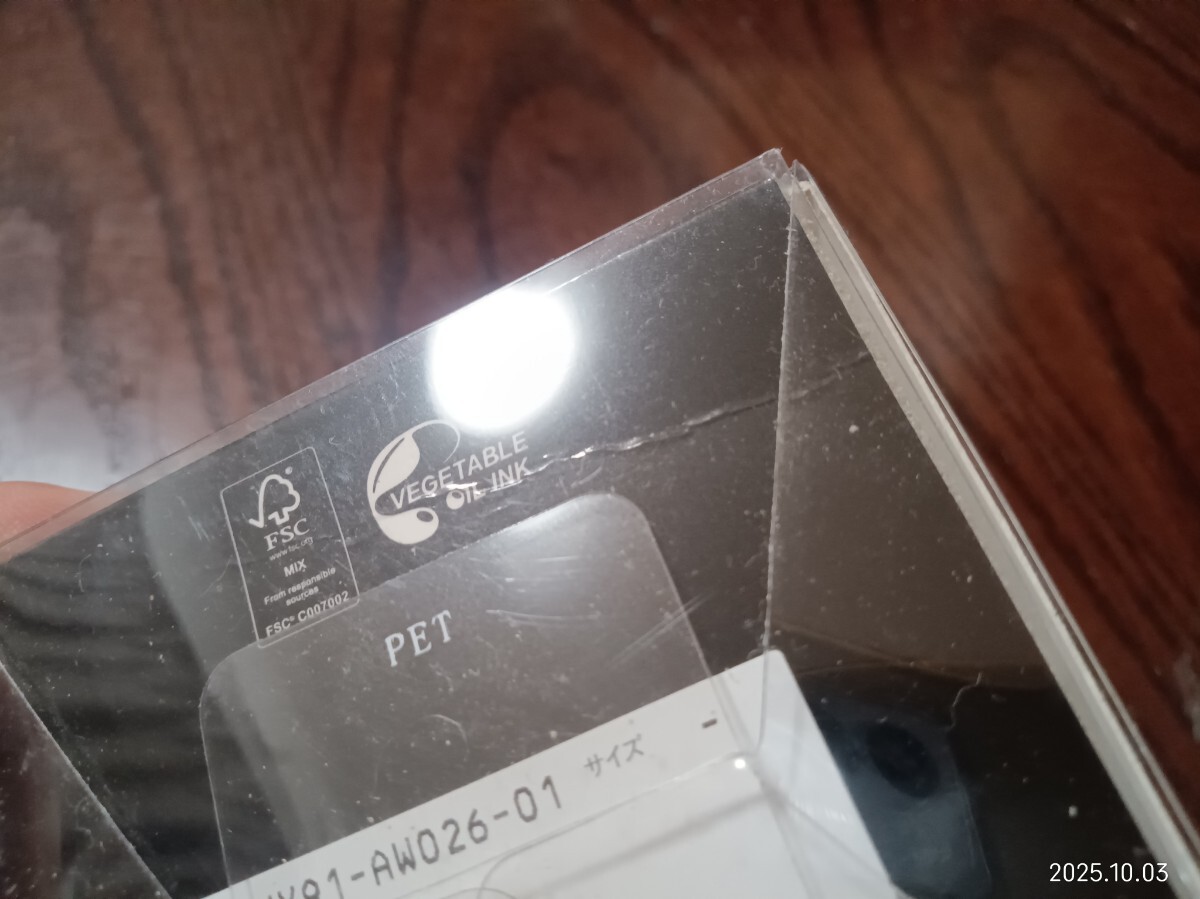 FSC
www.fsc.org
MIX
From responsible
sources
FSC® C007002
VEGETABLE
OIL INK
PET
-AW026-01 サイズ -
2025.10.03